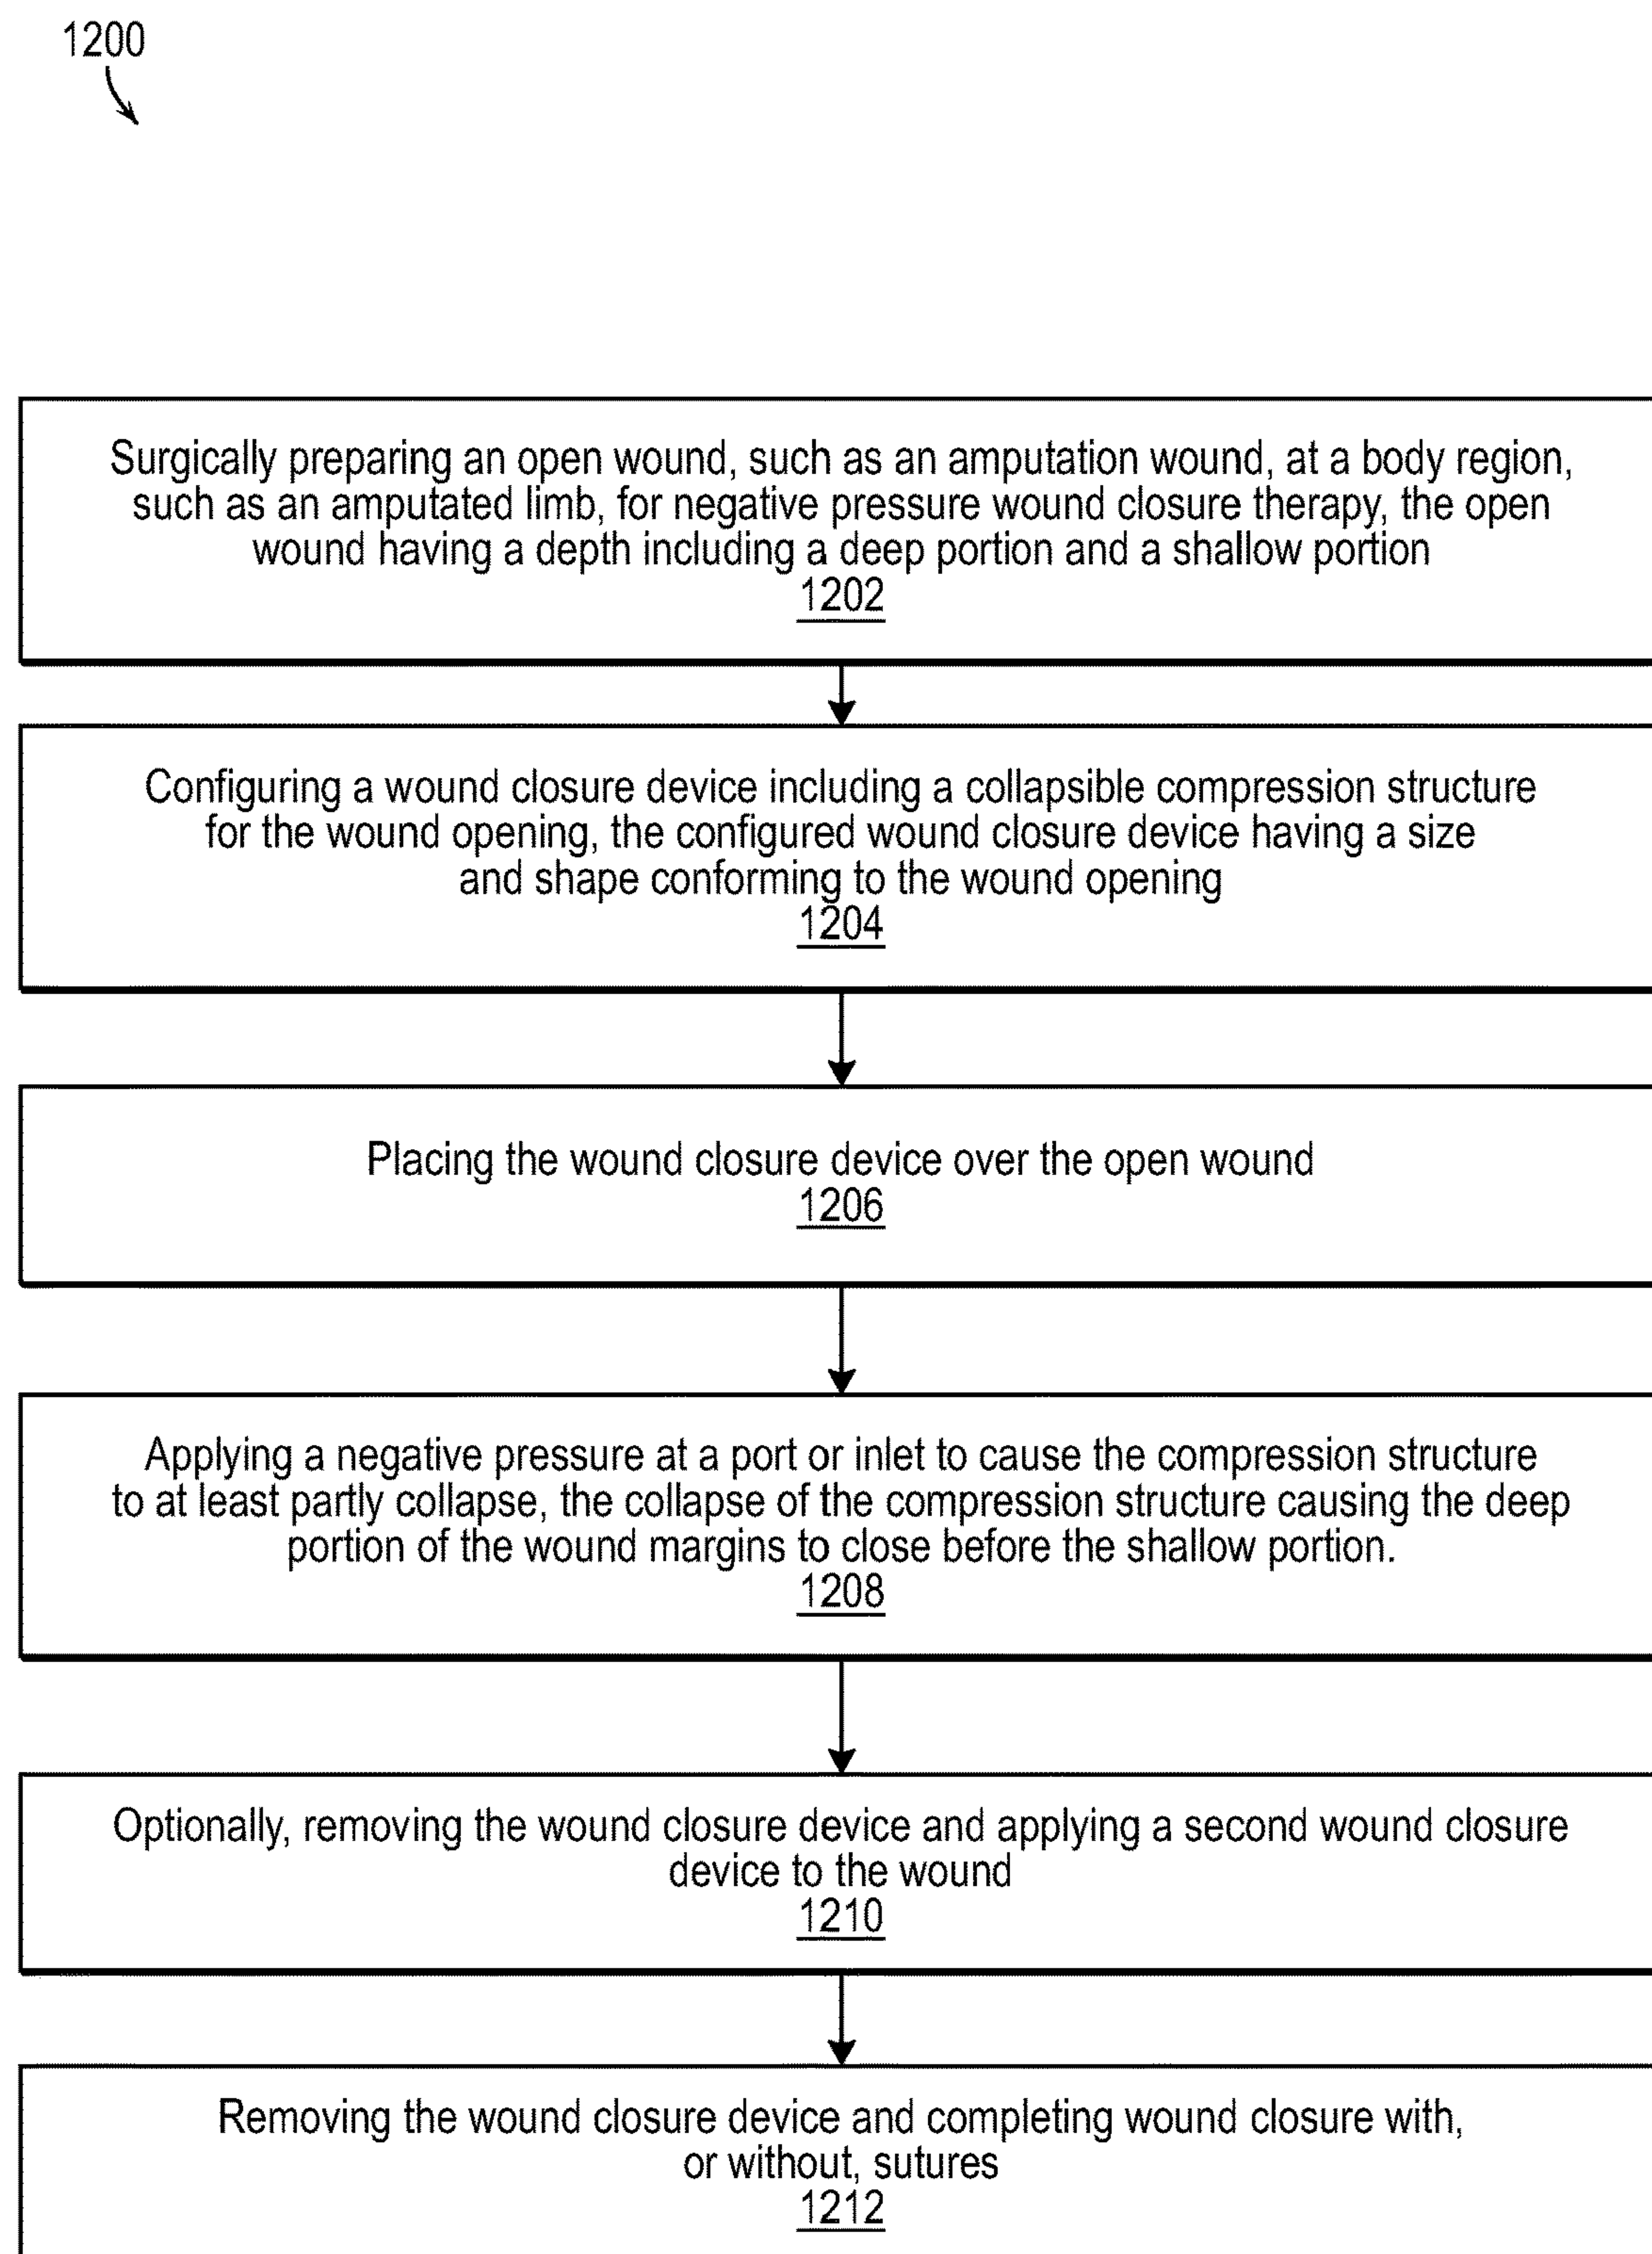 1200
Surgically preparing an open wound, such as an amputation wound, at a body region,
such as an amputated limb, for negative pressure wound closure therapy, the open
wound having a depth including a deep portion and a shallow portion
1202
Configuring a wound closure device including a collapsible compression structure
for the wound opening, the configured wound closure device having a size
and shape conforming to the wound opening
1204
Placing the wound closure device over the open wound
1206
Applying a negative pressure at a port or inlet to cause the compression structure
to at least partly collapse, the collapse of the compression structure causing the deep
portion of the wound margins to close before the shallow portion.
1208
Optionally, removing the wound closure device and applying a second wound closure
device to the wound
1210
Removing the wound closure device and completing wound closure with,
or without, sutures
1212